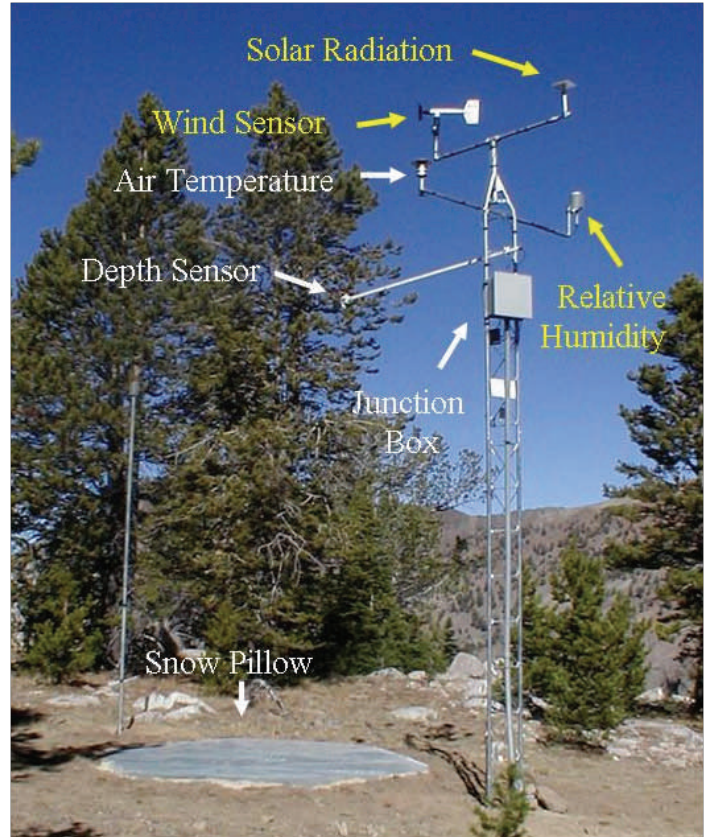 Solar Radiation
Wind Sensor
Air Temperature
Depth Sensor
Relative
Humidity
Junction
Box
Snow Pillow